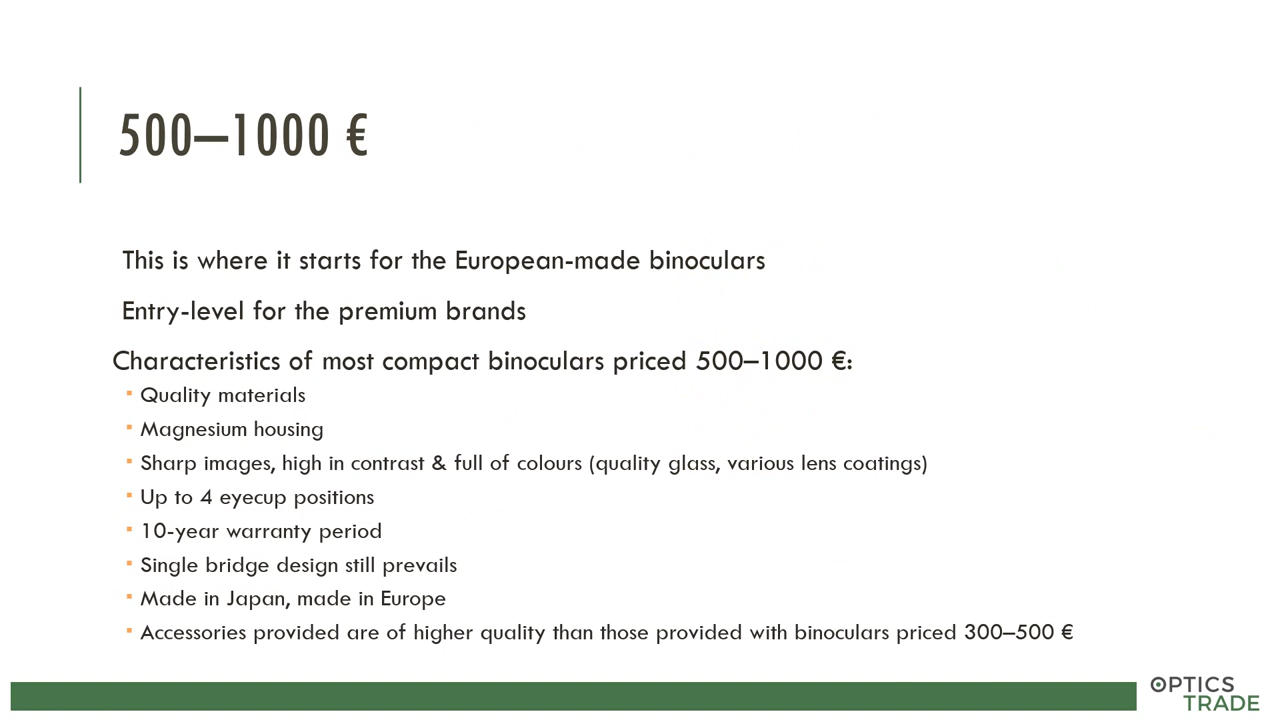 500–1000 €
This is where it starts for the European-made binoculars
Entry-level for the premium brands
Characteristics of most compact binoculars priced 500–1000 €:
▪ Quality materials
▪ Magnesium housing
▪ Sharp images, high in contrast & full of colours (quality glass, various lens coatings)
▪ Up to 4 eyecup positions
▪ 10-year warranty period
▪ Single bridge design still prevails
▪ Made in Japan, made in Europe
▪ Accessories provided are of higher quality than those provided with binoculars priced 300–500 €
OPTICS
TRADE